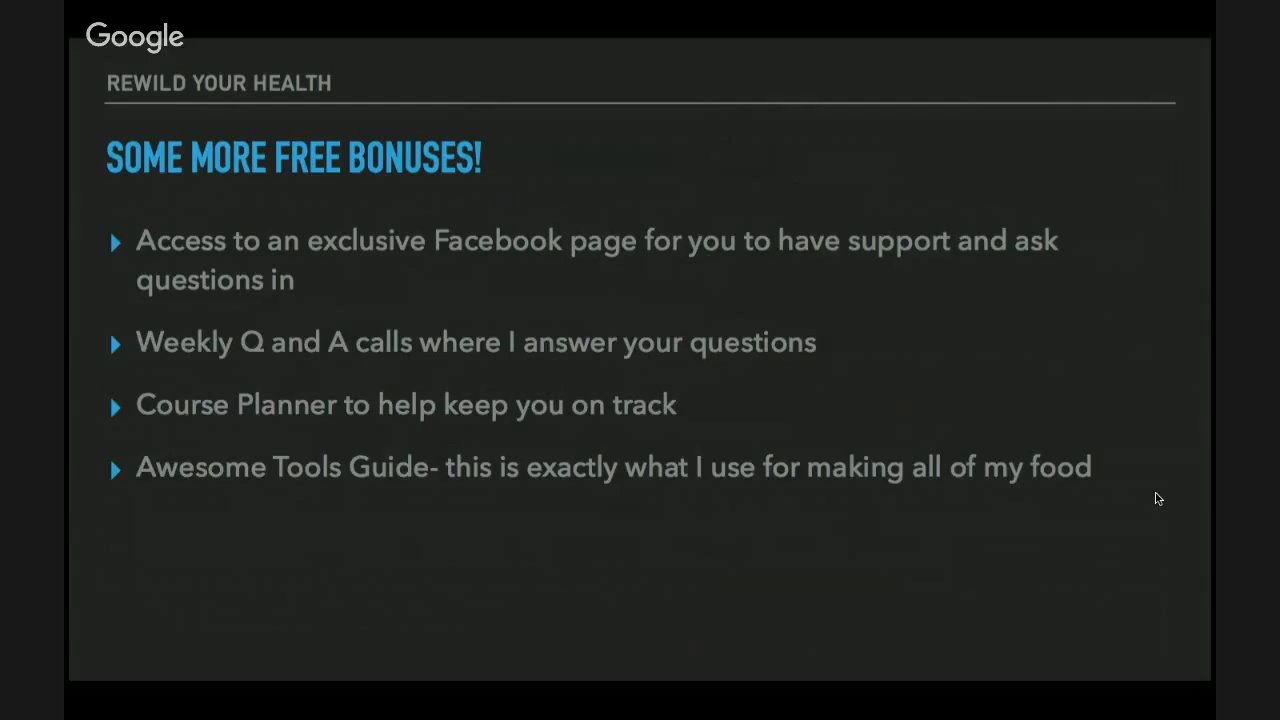 Google
REWILD YOUR HEALTH
SOME MORE FREE BONUSES!
Access to an exclusive Facebook page for you to have support and ask
questions in
Weekly Q and A calls where I answer your questions
Course Planner to help keep you on track
Awesome Tools Guide- this is exactly what I use for making all of my food